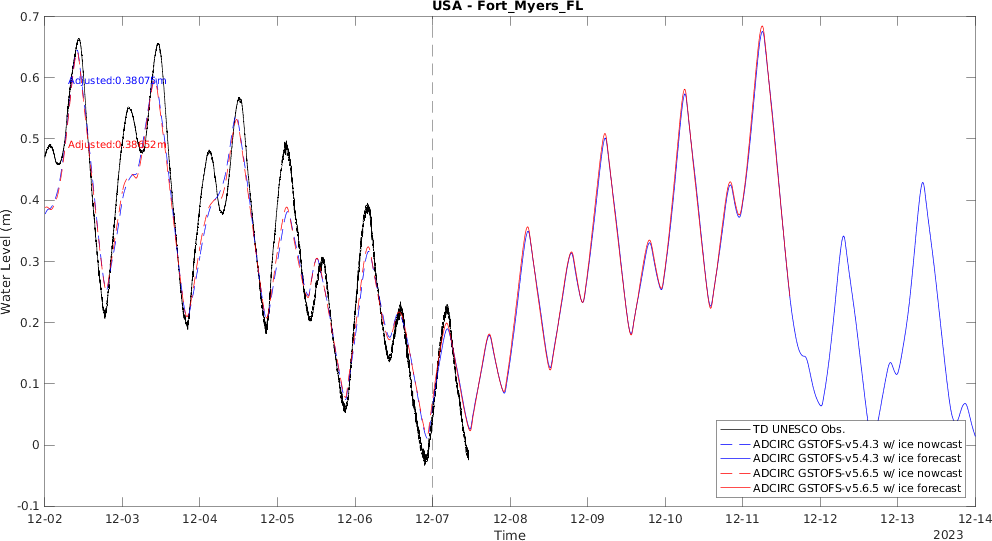 USA - Fort_Myers_FL
0.7
0.6
0.5
0.4
0.3
0.2
0.1
0
-0.1
Water Level (m)
Adjusted:0.38075m
Adjusted:0.38652m
TD UNESCO Obs.
ADCIRC GSTOFS-v5.4.3 w/ ice nowcast
ADCIRC GSTOFS-v5.4.3 w/ ice forecast
ADCIRC GSTOFS-v5.6.5 w/ ice nowcast
ADCIRC GSTOFS-v5.6.5 w/ ice forecast
12-02 12-03 12-04 12-05 12-06 12-07 12-08 12-09 12-10 12-11 12-12 12-13 12-14
Time
2023